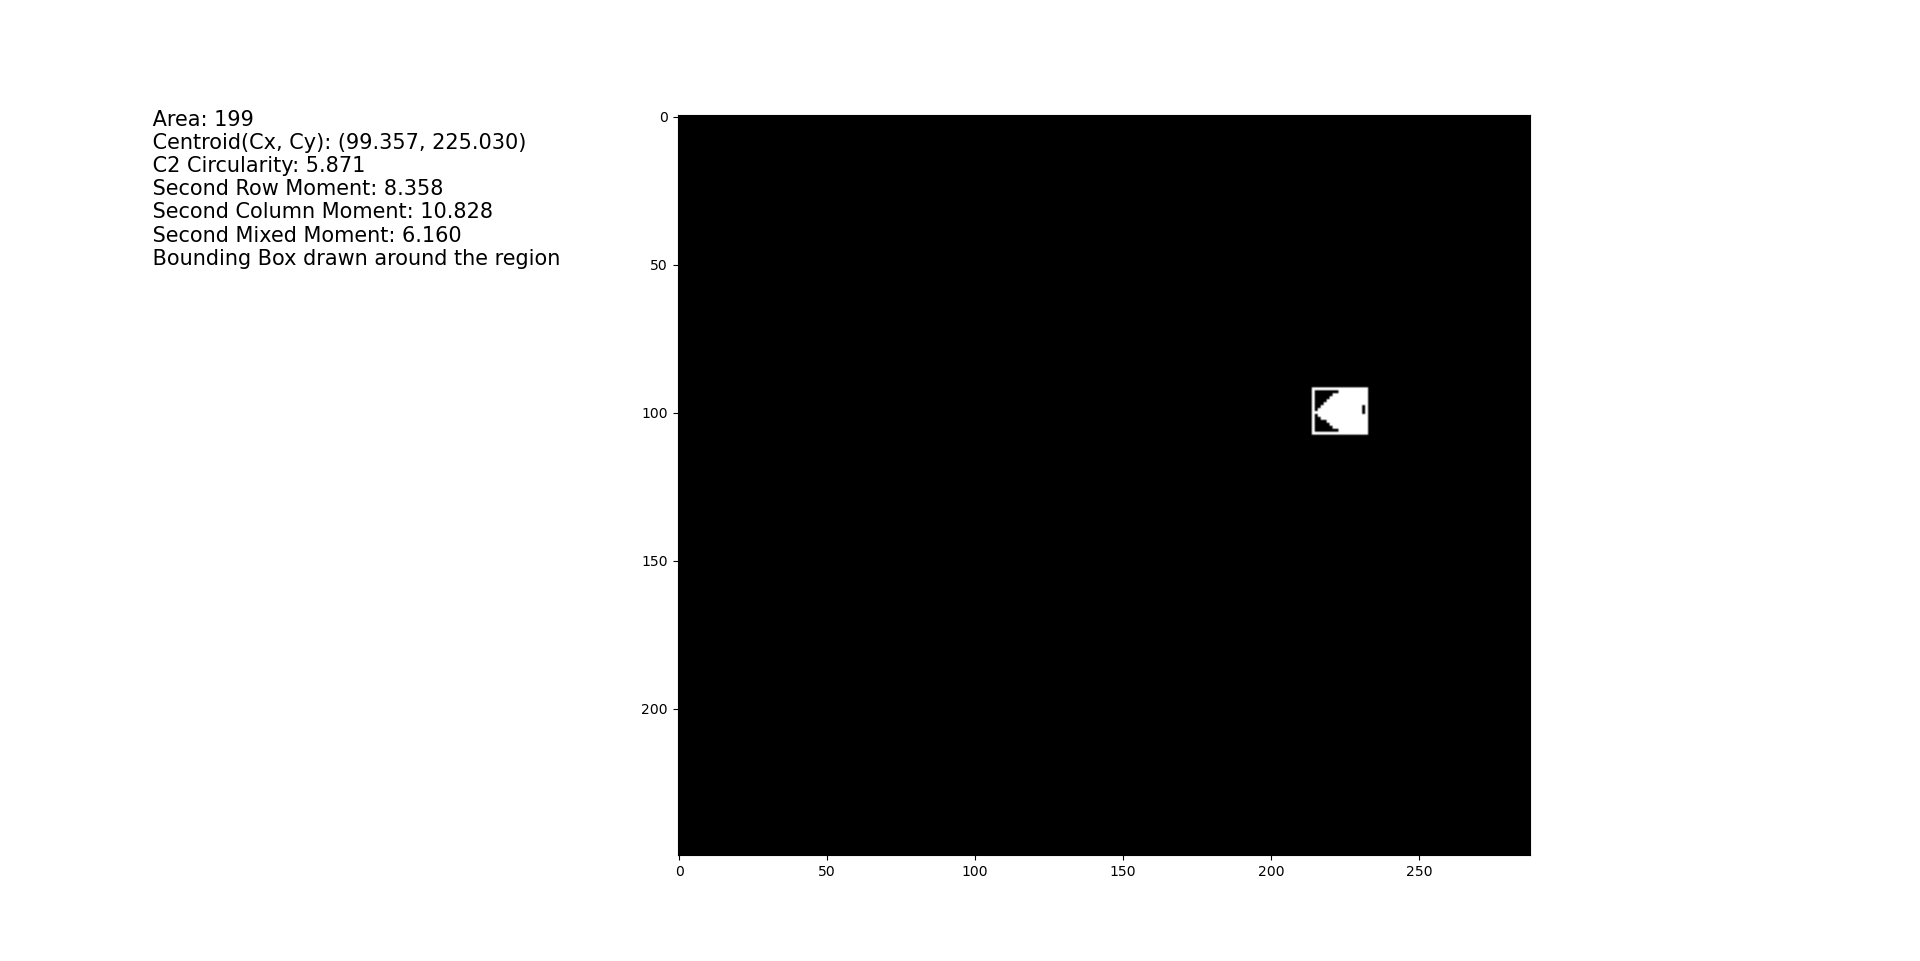 Area: 199
Centroid(Cx, Cy): (99.357, 225.030)
C2 Circularity: 5.871
Second Row Moment: 8.358
Second Column Moment: 10.828
Second Mixed Moment: 6.160
Bounding Box drawn around the region
0
50
100
150
200
0 50 100 150 200 250